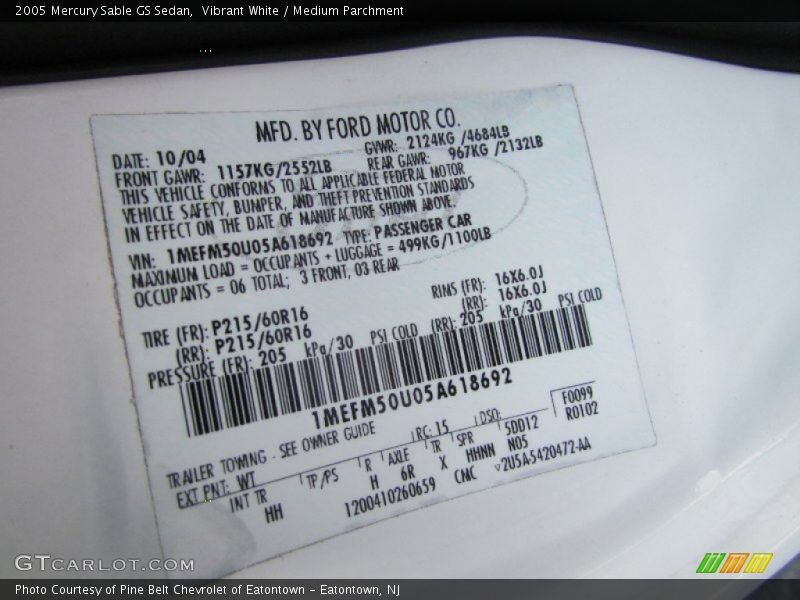 2005 Mercury Sable GS Sedan, Vibrant White / Medium Parchment
MFD. BY FORD MOTOR CO.
DATE: 10/04 GVWR: 2124KG /4684LB
FRONT GAWR: 1157KG/2552LB REAR GAWR: 967KG /2132LB
THIS VEHICLE CONFORMS TO ALL APPLICABLE FEDERAL MOTOR
VEHICLE SAFETY, BUMPER, AND THEFT PREVENTION STANDARDS
IN EFFECT ON THE DATE OF MANUFACTURE SHOWN ABOVE.
VIN: 1MEFM50U05A618692 TYPE: PASSENGER CAR
MAXIMUM LOAD = OCCUPANTS + LUGGAGE = 499KG/1100LB
OCCUPANTS = 06 TOTAL; 3 FRONT, 03 REAR
TIRE (FR): P215/60R16 RIMS (FR): 16X6.0J
(RR): P215/60R16 (RR): 16X6.0J
PRESSURE (FR): 205 kPa/30 PSI COLD (RR): 205 kPa/30 PSI COLD
1MEFM50U05A618692
TRAILER TOWING - SEE OWNER GUIDE RC: 15 DSO: F0099
EXT PNT: WT R0102
INT TR TP/PS R AXLE TR SPR 5DD12
HH H 6R X HHNN N05
1200410260659 CNC 2U5A-5420472-AA
GTCARLOT.COM
Photo Courtesy of Pine Belt Chevrolet of Eatontown – Eatontown, NJ